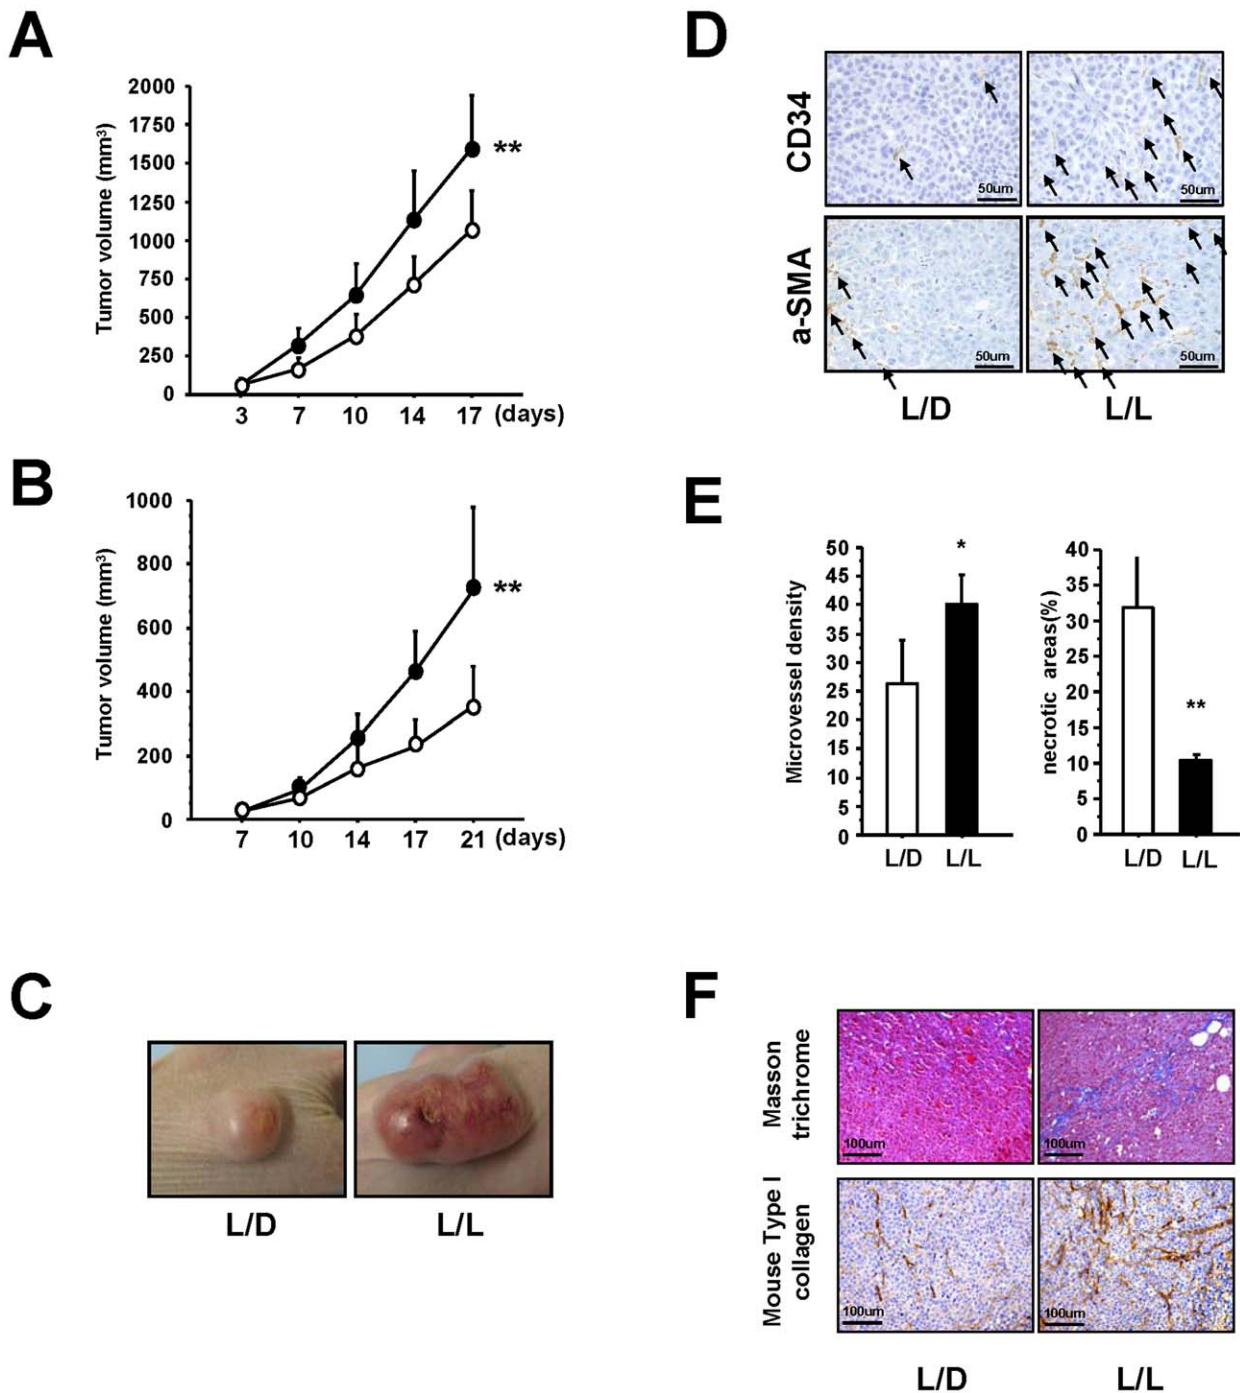 A
Tumor volume (mm³)
2000
1750
1500
1250
1000
750
500
250
0
**
3 7 10 14 17 (days)
B
Tumor volume (mm³)
1000
800
600
400
200
0
**
7 10 14 17 21 (days)
C
L/D L/L
D
CD34
50um 50um
a-SMA
50um 50um
L/D L/L
E
Microvessel density
50
45
40
35
30
25
20
15
10
5
0
*
L/D L/L
necrotic areas(%)
40
35
30
25
20
15
10
5
0
**
L/D L/L
F
Masson
trichrome
100um 100um
Mouse Type I
collagen
100um 100um
L/D L/L